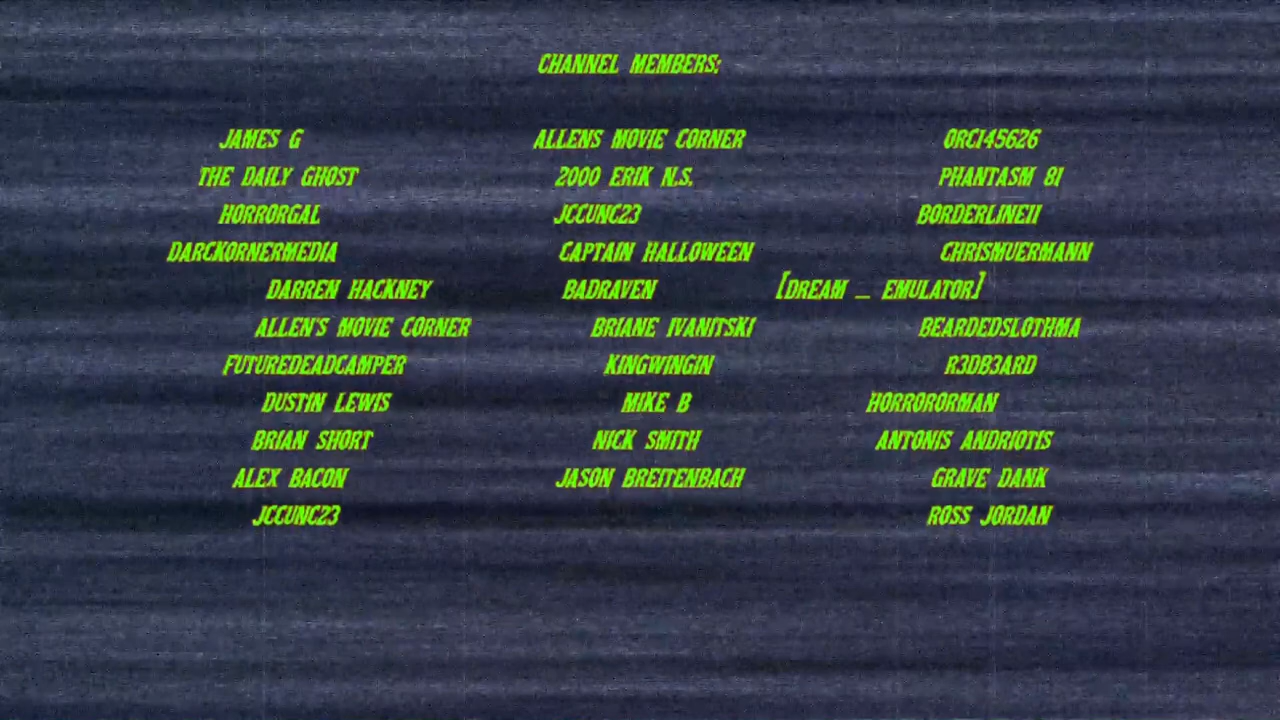 CHANNEL MEMBERS:
JAMES G ALLENS MOVIE CORNER ORCI45626
THE DAILY GHOST 2000 ERIK N.S. PHANTASM 81
HORRORGAL JCCUNC23 BORDERLINE11
DARCKORNERMEDIA CAPTAIN HALLOWEEN CHRISMUERMANN
DARREN HACKNEY BADRAVEN [DREAM _ EMULATOR]
ALLEN'S MOVIE CORNER BRIANE IVANITSKI BEARDEDSLOTHMA
FUTUREDEADCAMPER KINGWINGIN R3DB3ARD
DUSTIN LEWIS MIKE B HORRORORMAN
BRIAN SHORT NICK SMITH ANTONIS ANDRIOTIS
ALEX BACON JASON BREITENBACH GRAVE DANK
JCCUNC23 ROSS JORDAN